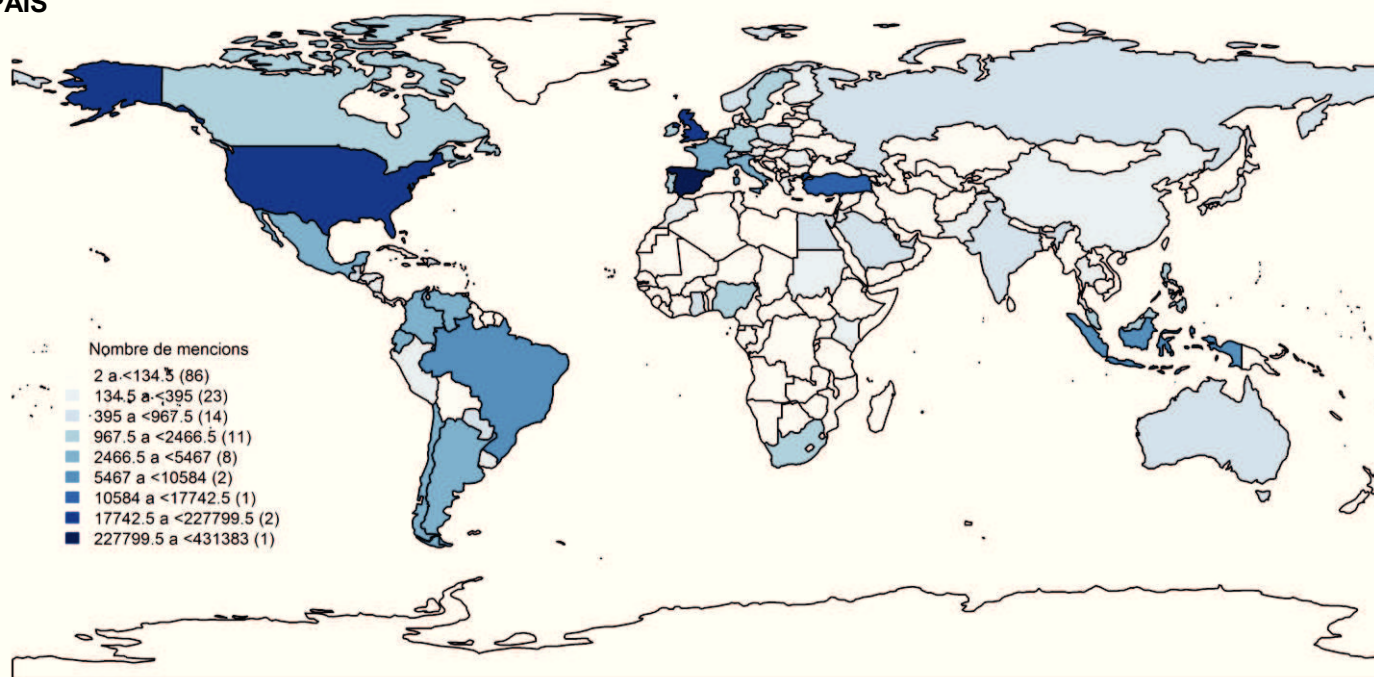 PAÍS
Nombre de mencions
2 a <134.5 (86)
134.5 a <395 (23)
395 a <967.5 (14)
967.5 a <2466.5 (11)
2466.5 a <5467 (8)
5467 a <10584 (2)
10584 a <17742.5 (1)
17742.5 a <227799.5 (2)
227799.5 a <431383 (1)